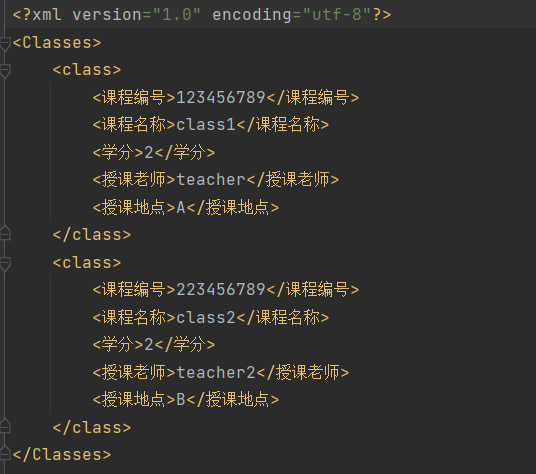 <?xml version="1.0" encoding="utf-8"?>
<Classes>
    <class>
        <课程编号>123456789</课程编号>
        <课程名称>class1</课程名称>
        <学分>2</学分>
        <授课老师>teacher</授课老师>
        <授课地点>A</授课地点>
    </class>
    <class>
        <课程编号>223456789</课程编号>
        <课程名称>class2</课程名称>
        <学分>2</学分>
        <授课老师>teacher2</授课老师>
        <授课地点>B</授课地点>
    </class>
</Classes>